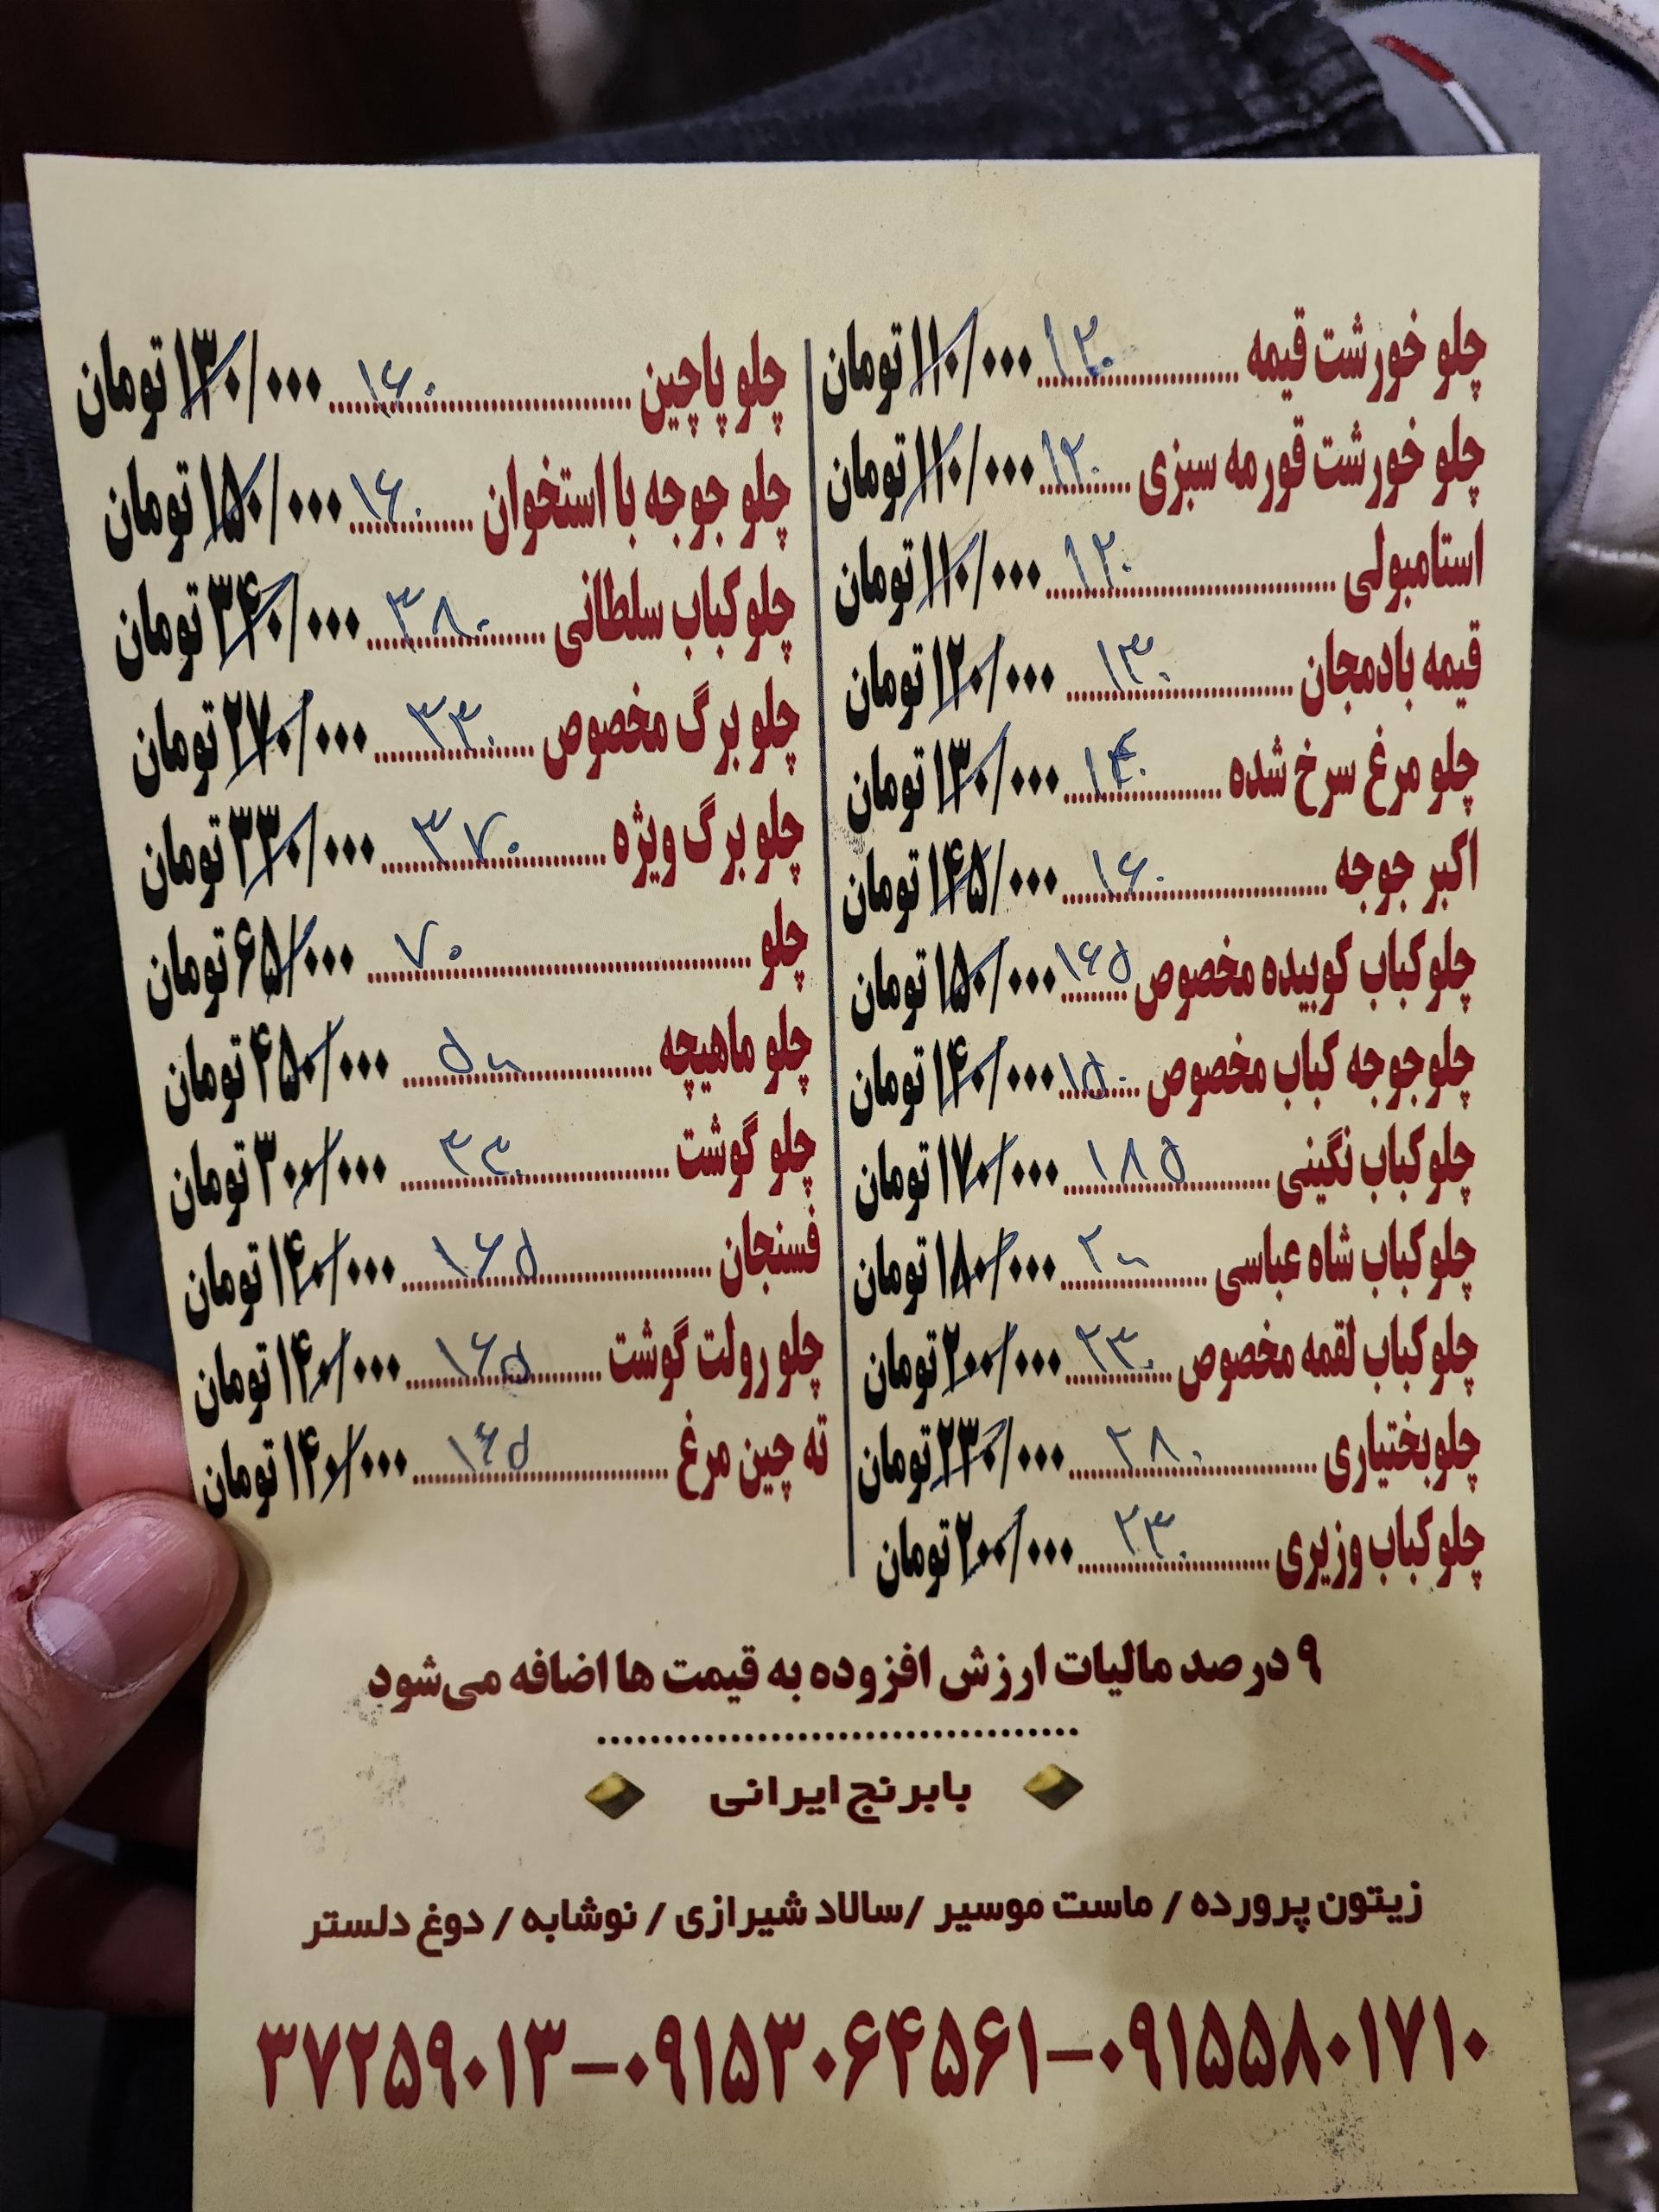 چلو خورشت قیمه ........ ۱۲۰ ۱۱۰/۰۰۰ تومان
چلو خورشت قورمه سبزی ........ ۱۲۰ ۱۱۰/۰۰۰ تومان
استامبولی ........ ۱۲۰ ۱۱۰/۰۰۰ تومان
قیمه بادمجان ........ ۱۳۰ ۱۲۰/۰۰۰ تومان
چلو مرغ سرخ شده ........ ۱۴۰ ۱۳۰/۰۰۰ تومان
اکبر جوجه ........ ۱۶۰ ۱۴۵/۰۰۰ تومان
چلوکباب کوبیده مخصوص ........ ۱۶۵ ۱۵۰/۰۰۰ تومان
چلوجوجه کباب مخصوص ........ ۱۵۰ ۱۴۰/۰۰۰ تومان
چلوکباب نگینی ........ ۱۸۵ ۱۷۰/۰۰۰ تومان
چلوکباب شاه عباسی ........ ۲۰۰ ۱۸۰/۰۰۰ تومان
چلوکباب لقمه مخصوص ........ ۲۳۰ ۲۰۰/۰۰۰ تومان
چلوبختیاری ........ ۲۸۰ ۲۳۰/۰۰۰ تومان
چلوکباب وزیری ........ ۲۳۰ ۲۰۰/۰۰۰ تومان
چلو پاچین ........ ۱۶۰ ۱۳۰/۰۰۰ تومان
چلو جوجه با استخوان ........ ۱۶۰ ۱۵۰/۰۰۰ تومان
چلوکباب سلطانی ........ ۳۸۰ ۳۴۰/۰۰۰ تومان
چلو برگ مخصوص ........ ۳۳۰ ۲۷۰/۰۰۰ تومان
چلو برگ ویژه ........ ۳۷۰ ۳۳۰/۰۰۰ تومان
چلو ........ ۷۰ ۶۵/۰۰۰ تومان
چلو ماهیچه ........ ۵۰۰ ۴۵۰/۰۰۰ تومان
چلو گوشت ........ ۳۳۰ ۳۰۰/۰۰۰ تومان
فسنجان ........ ۱۶۵ ۱۴۰/۰۰۰ تومان
چلو رولت گوشت ........ ۱۶۵ ۱۴۰/۰۰۰ تومان
ته چین مرغ ........ ۱۶۵ ۱۴۰/۰۰۰ تومان
۹ درصد مالیات ارزش افزوده به قیمت ها اضافه می‌شود
بابرنج ایرانی
زیتون پرورده / ماست موسیر /سالاد شیرازی / نوشابه / دوغ دلستر
۳۷۲۵۹۰۱۳-۰۹۱۵۳۰۶۴۵۶۱-۰۹۱۵۵۸۰۱۷۱۰